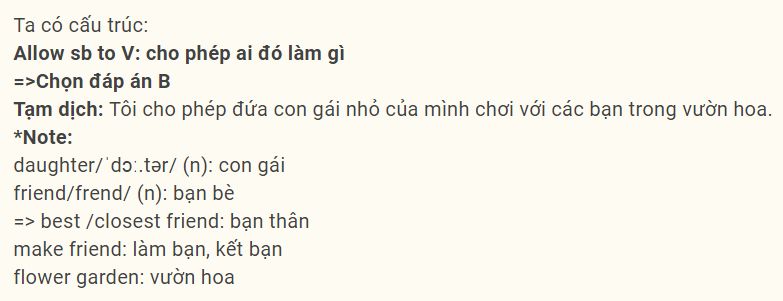 Ta có cấu trúc:
Allow sb to V: cho phép ai đó làm gì
=>Chọn đáp án B
Tạm dịch: Tôi cho phép đứa con gái nhỏ của mình chơi với các bạn trong vườn hoa.
*Note:
daughter/ˈdɔː.tər/ (n): con gái
friend/frend/ (n): bạn bè
=> best /closest friend: bạn thân
make friend: làm bạn, kết bạn
flower garden: vườn hoa